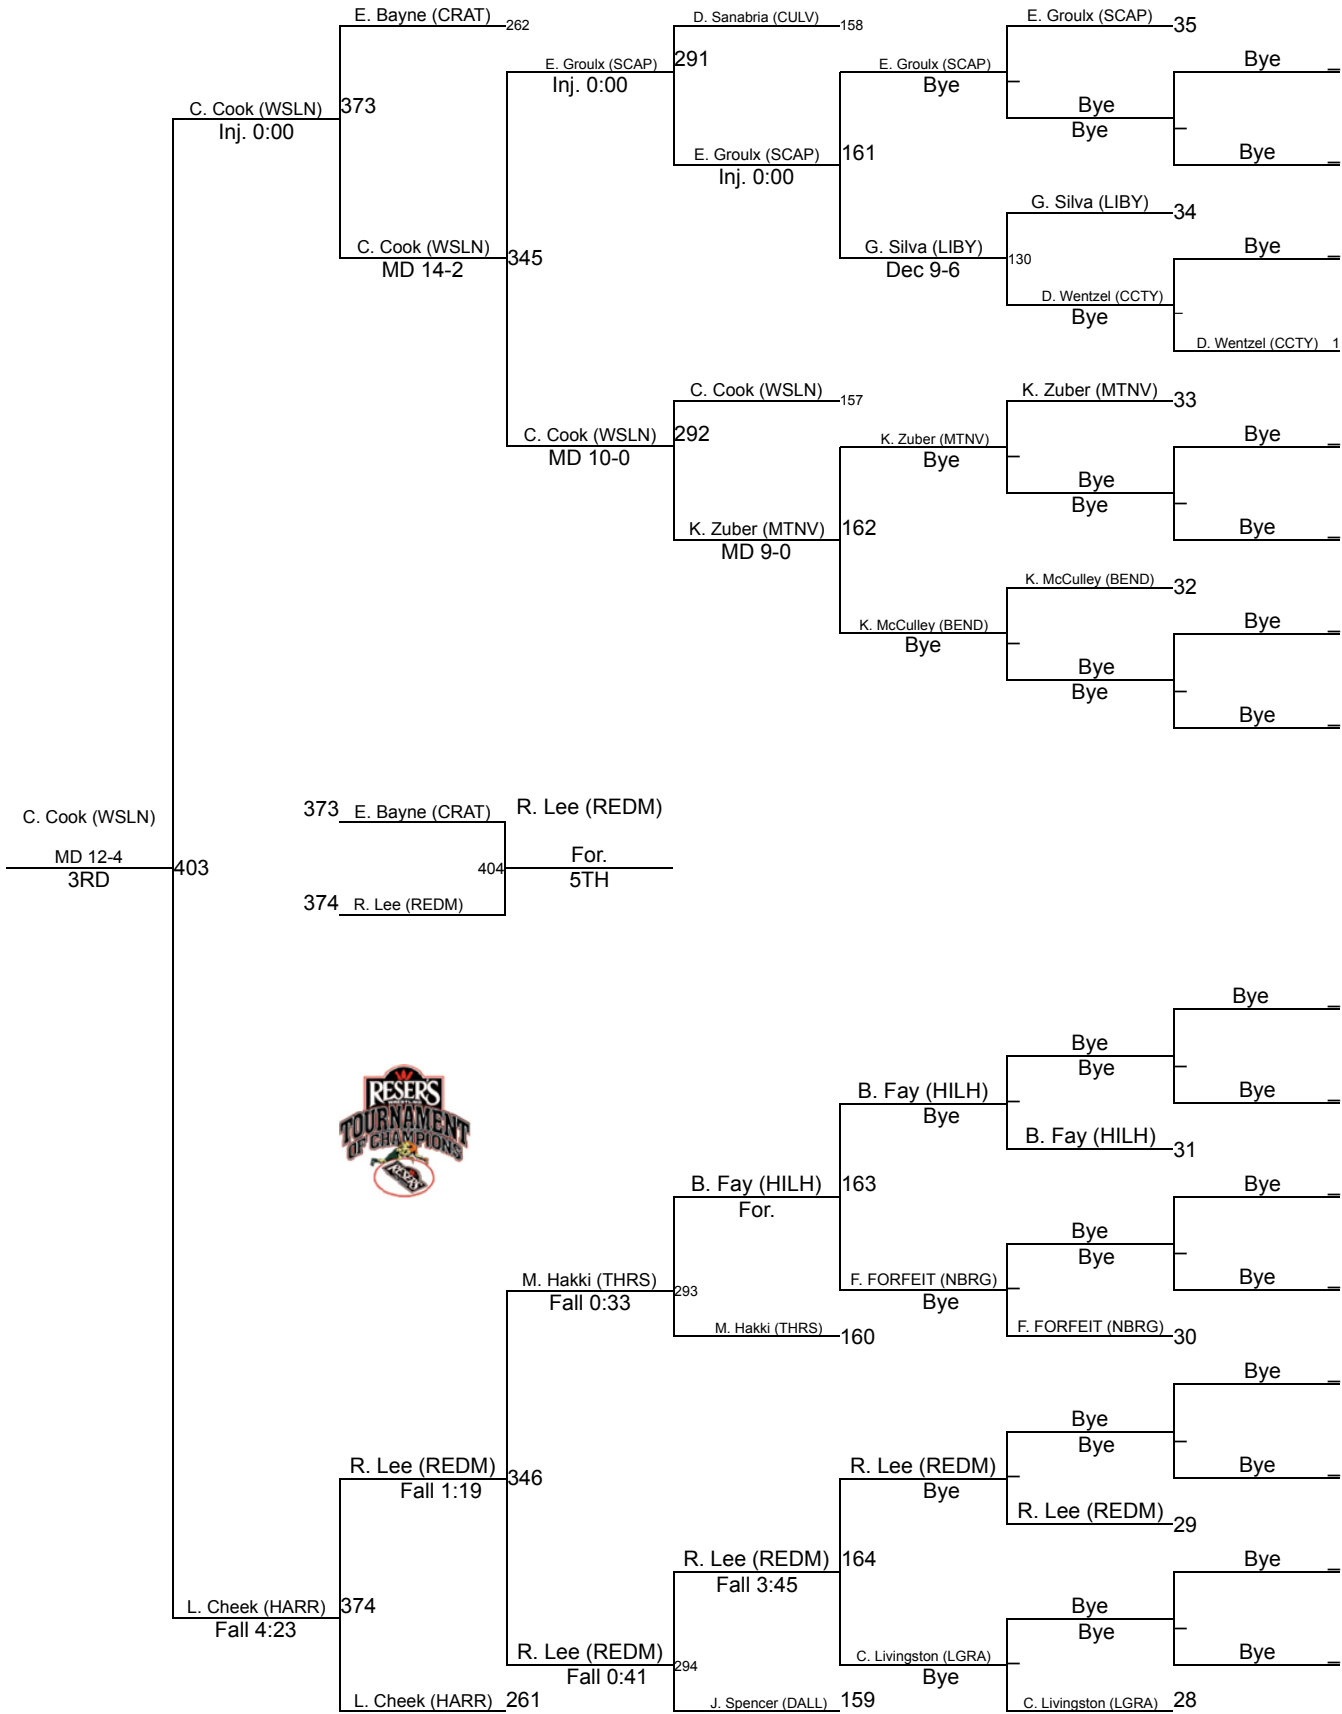 E. Bayne (CRAT) 262
D. Sanabria (CULV) 158
E. Groulx (SCAP) 35
E. Groulx (SCAP) 291
Inj. 0:00
E. Groulx (SCAP)
Bye
Bye
C. Cook (WSLN) 373
Inj. 0:00
Bye
Bye
E. Groulx (SCAP) 161
Inj. 0:00
Bye
G. Silva (LIBY) 34
C. Cook (WSLN) 345
MD 14-2
G. Silva (LIBY) 130
Dec 9-6
Bye
D. Wentzel (CCTY)
Bye
D. Wentzel (CCTY) 1
C. Cook (WSLN) 157
K. Zuber (MTNV) 33
C. Cook (WSLN) 292
MD 10-0
K. Zuber (MTNV)
Bye
Bye
Bye
Bye
K. Zuber (MTNV) 162
MD 9-0
Bye
K. McCulley (BEND) 32
K. McCulley (BEND)
Bye
Bye
Bye
Bye
Bye
C. Cook (WSLN)
373 E. Bayne (CRAT)
R. Lee (REDM)
MD 12-4
3RD
403
404
For.
5TH
374 R. Lee (REDM)
Bye
Bye
Bye
Bye
B. Fay (HILH)
Bye
B. Fay (HILH) 31
RESER'S
WRESTLING
TOURNAMENT
OF CHAMPIONS
RESER'S
B. Fay (HILH) 163
For.
Bye
Bye
Bye
M. Hakki (THRS) 293
Fall 0:33
F. FORFEIT (NBRG)
Bye
Bye
M. Hakki (THRS) 160
F. FORFEIT (NBRG) 30
Bye
Bye
Bye
R. Lee (REDM) 346
Fall 1:19
R. Lee (REDM)
Bye
Bye
R. Lee (REDM) 29
R. Lee (REDM) 164
Fall 3:45
Bye
L. Cheek (HARR) 374
Fall 4:23
Bye
Bye
R. Lee (REDM) 294
Fall 0:41
C. Livingston (LGRA)
Bye
Bye
L. Cheek (HARR) 261
J. Spencer (DALL) 159
C. Livingston (LGRA) 28